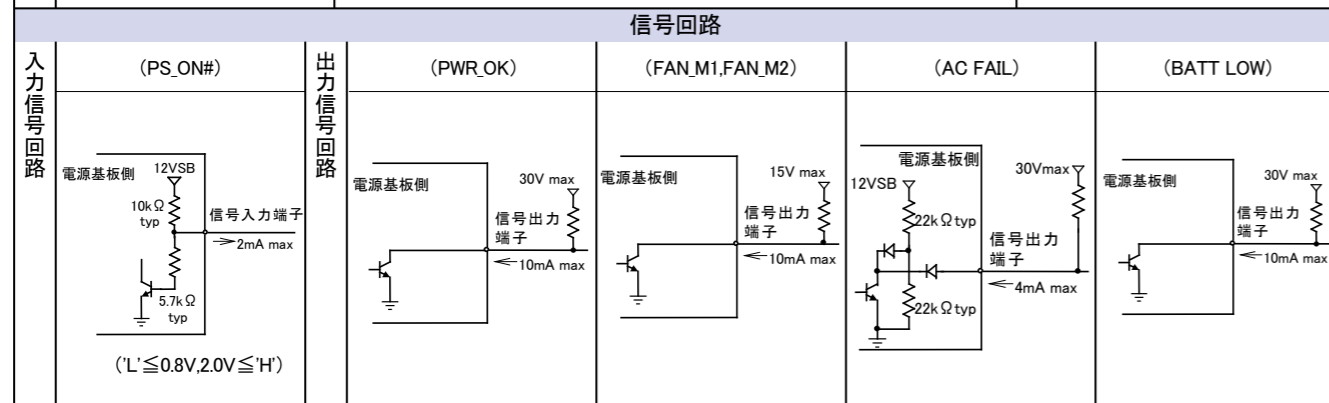 信号回路
入力信号回路
(PS_ON#)
電源基板側
12VSB
10kΩ
typ
信号入力端子
2mA max
5.7kΩ
typ
('L'≦0.8V,2.0V≦'H')
出力信号回路
(PWR_OK)
電源基板側
30V max
信号出力
端子
10mA max
(FAN_M1,FAN_M2)
電源基板側
15V max
信号出力
端子
10mA max
(AC FAIL)
電源基板側
12VSB
30Vmax
22kΩtyp
信号出力
端子
4mA max
22kΩtyp
(BATT LOW)
電源基板側
30V max
信号出力
端子
10mA max